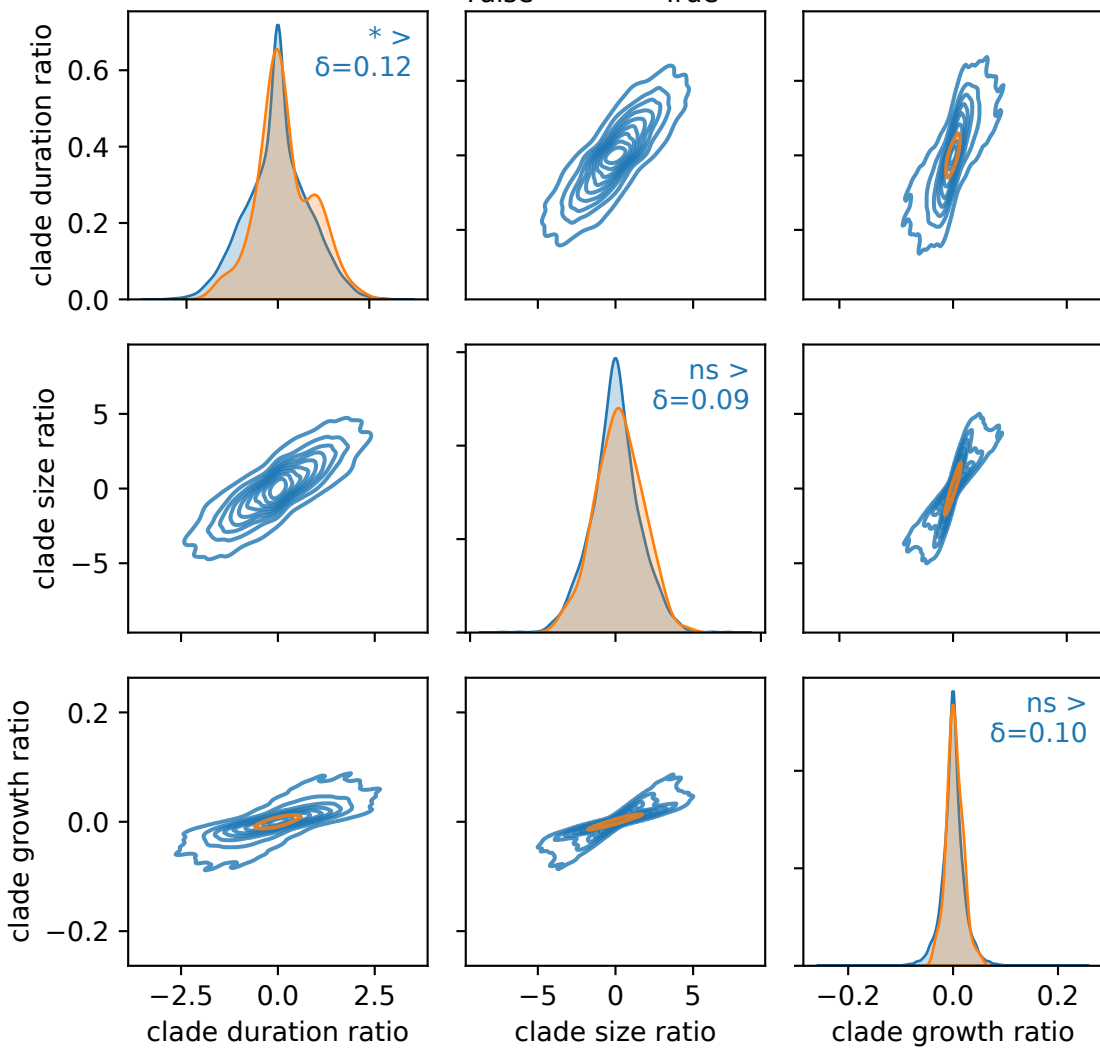 clade duration ratio
0.6
0.4
0.2
0.0
* >
δ=0.12
clade size ratio
5
0
−5
ns >
δ=0.09
clade growth ratio
0.2
0.0
−0.2
ns >
δ=0.10
−2.5 0.0 2.5
−5 0 5
−0.2 0.0 0.2
clade duration ratio
clade size ratio
clade growth ratio